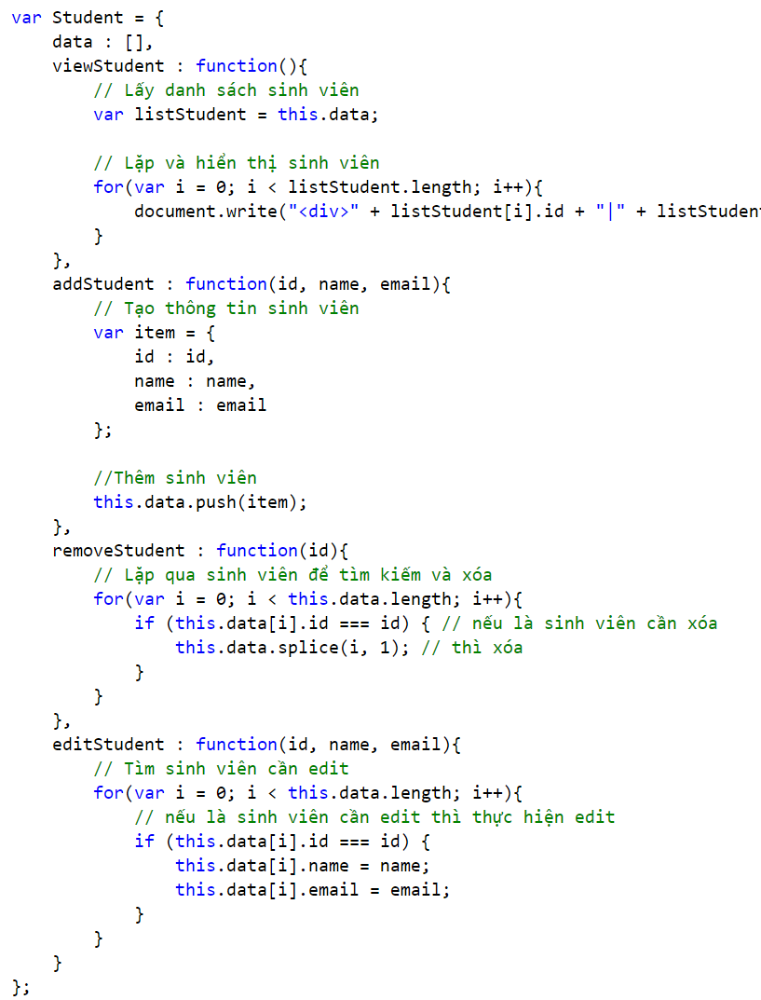 var Student = {
    data : [],
    viewStudent : function(){
        // Lấy danh sách sinh viên
        var listStudent = this.data;

        // Lặp và hiển thị sinh viên
        for(var i = 0; i < listStudent.length; i++){
            document.write("<div>" + listStudent[i].id + "|" + listStudent
        }
    },
    addStudent : function(id, name, email){
        // Tạo thông tin sinh viên
        var item = {
            id : id,
            name : name,
            email : email
        };

        //Thêm sinh viên
        this.data.push(item);
    },
    removeStudent : function(id){
        // Lặp qua sinh viên để tìm kiếm và xóa
        for(var i = 0; i < this.data.length; i++){
            if (this.data[i].id === id) { // nếu là sinh viên cần xóa
                this.data.splice(i, 1); // thì xóa
            }
        }
    },
    editStudent : function(id, name, email){
        // Tìm sinh viên cần edit
        for(var i = 0; i < this.data.length; i++){
            // nếu là sinh viên cần edit thì thực hiện edit
            if (this.data[i].id === id) {
                this.data[i].name = name;
                this.data[i].email = email;
            }
        }
    }
};